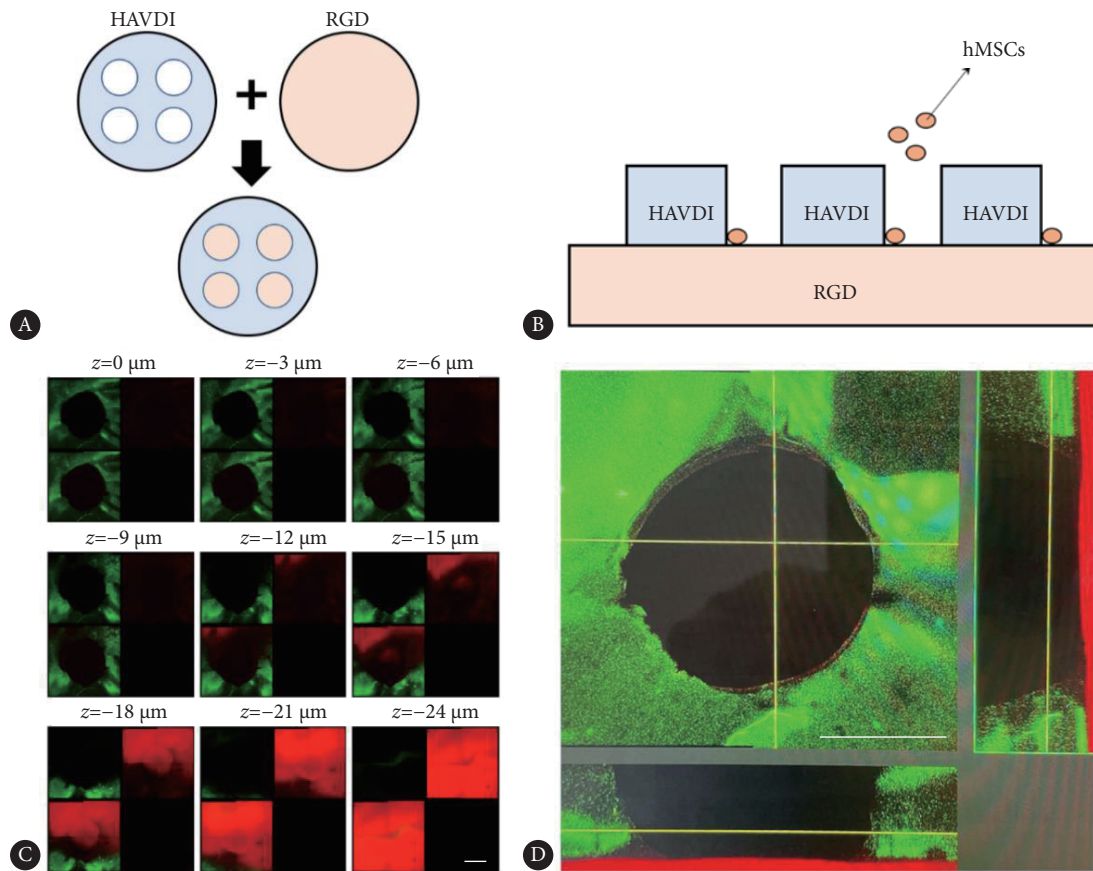 HAVDI
RGD
A
hMSCs
HAVDI
HAVDI
HAVDI
RGD
B
z=0 μm
z=−3 μm
z=−6 μm
z=−9 μm
z=−12 μm
z=−15 μm
z=−18 μm
z=−21 μm
z=−24 μm
C
D